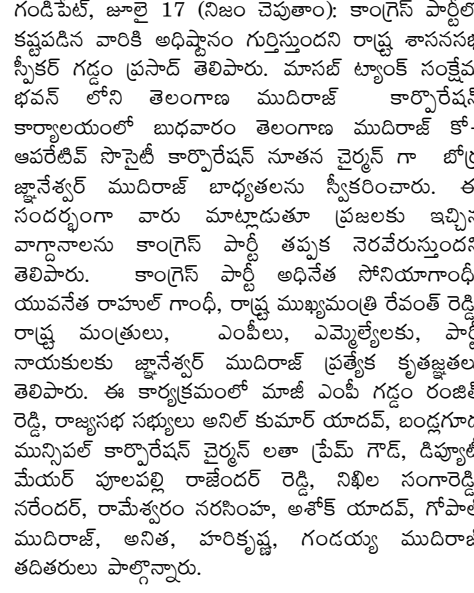 గండిపేట్, జూలై 17 (నిజం చెపుతాం): కాంగ్రెస్ పార్టీలో
కష్టపడిన వారికి అధిష్టానం గుర్తిస్తుందని రాష్ట్ర శాసనసభ
స్పీకర్ గడ్డం ప్రసాద్ తెలిపారు. మాసబ్ ట్యాంక్ సంక్షేమ
భవన్ లోని తెలంగాణ ముదిరాజ్ కార్పొరేషన్
కార్యాలయంలో బుధవారం తెలంగాణ ముదిరాజ్ కో-
ఆపరేటివ్ సొసైటీ కార్పొరేషన్ నూతన చైర్మన్ గా బోర్ర
జ్ఞానేశ్వర్ ముదిరాజ్ బాధ్యతలను స్వీకరించారు. ఈ
సందర్భంగా వారు మాట్లాడుతూ ప్రజలకు ఇచ్చిన
వాగ్దానాలను కాంగ్రెస్ పార్టీ తప్పక నెరవేరుస్తుందని
తెలిపారు. కాంగ్రెస్ పార్టీ అధినేత సోనియాగాంధీ,
యువనేత రాహుల్ గాంధీ, రాష్ట్ర ముఖ్యమంత్రి రేవంత్ రెడ్డి,
రాష్ట్ర మంత్రులు, ఎంపీలు, ఎమ్మెల్యేలకు, పార్టీ
నాయకులకు జ్ఞానేశ్వర్ ముదిరాజ్ ప్రత్యేక కృతజ్ఞతలు
తెలిపారు. ఈ కార్యక్రమంలో మాజీ ఎంపీ గడ్డం రంజిత్
రెడ్డి, రాజ్యసభ సభ్యులు అనిల్ కుమార్ యాదవ్, బండ్లగూడ
మున్సిపల్ కార్పొరేషన్ చైర్మన్ లతా ప్రేమ్ గౌడ్, డిప్యూటీ
మేయర్ పూలపల్లి రాజేందర్ రెడ్డి, నిఖిల సంగారెడ్డి,
నరేందర్, రామేశ్వరం నరసింహ, అశోక్ యాదవ్, గోపాల్
ముదిరాజ్, అనిత, హరికృష్ణ, గండయ్య ముదిరాజ్
తదితరులు పాల్గొన్నారు.